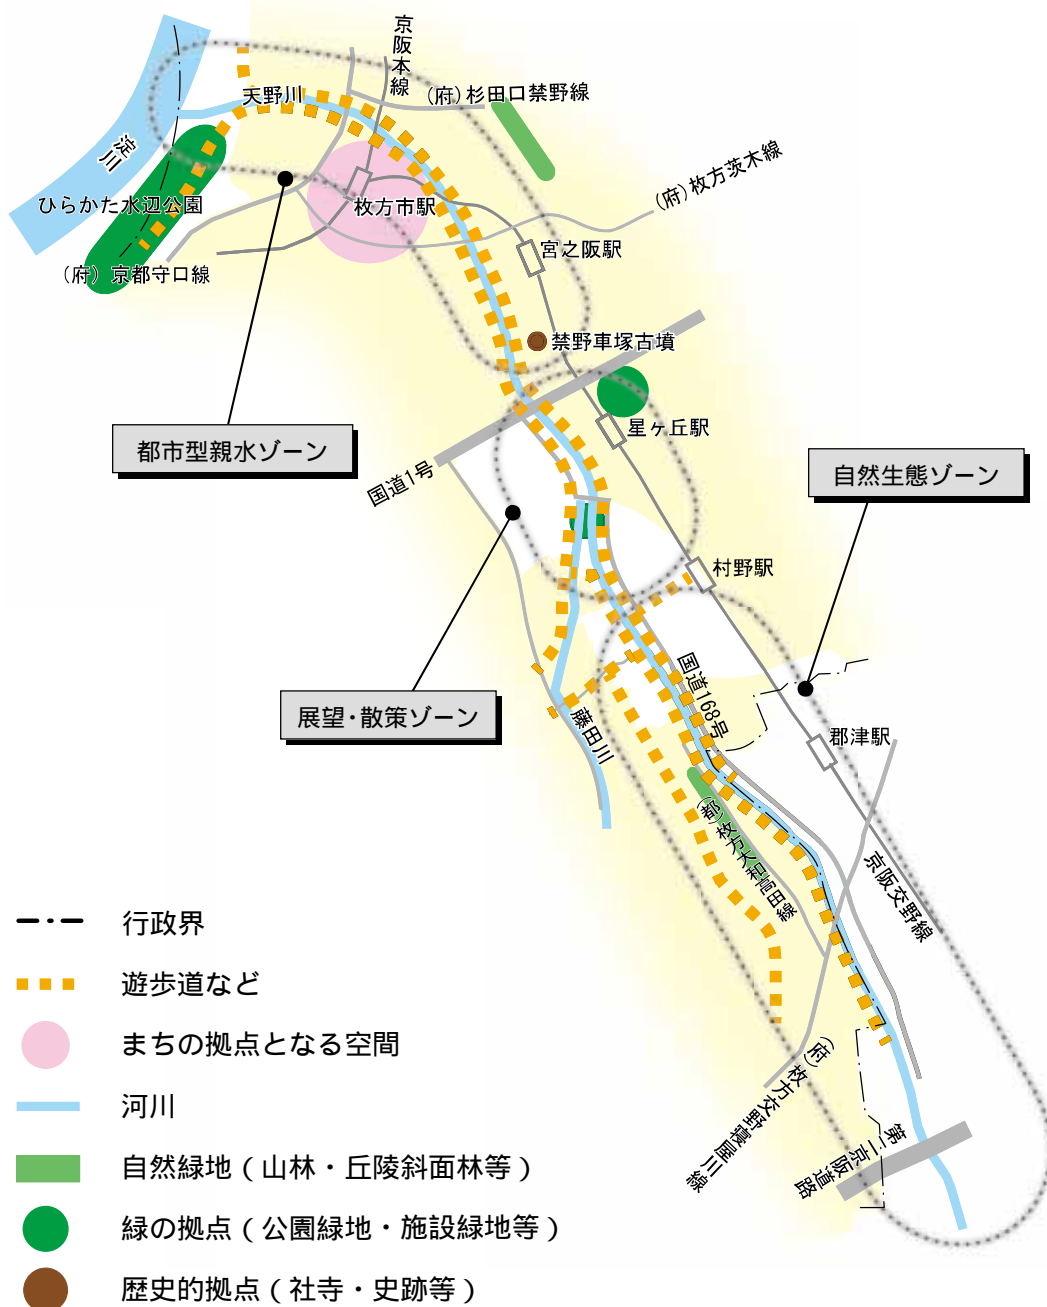 京阪本線
天野川
(府)杉田口禁野線
淀川
(府)枚方茨木線
ひらかた水辺公園
枚方市駅
宮之阪駅
(府)京都守口線
禁野車塚古墳
星ヶ丘駅
都市型親水ゾーン
国道1号
自然生態ゾーン
村野駅
国道168号
展望・散策ゾーン
藤田川
郡津駅
(都)枚方大和高田線
京阪交野線
行政界
遊歩道など
まちの拠点となる空間
(府)枚方交野寝屋川線
河川
第二京阪道路
自然緑地(山林・丘陵斜面林等)
緑の拠点(公園緑地・施設緑地等)
歴史的拠点(社寺・史跡等)